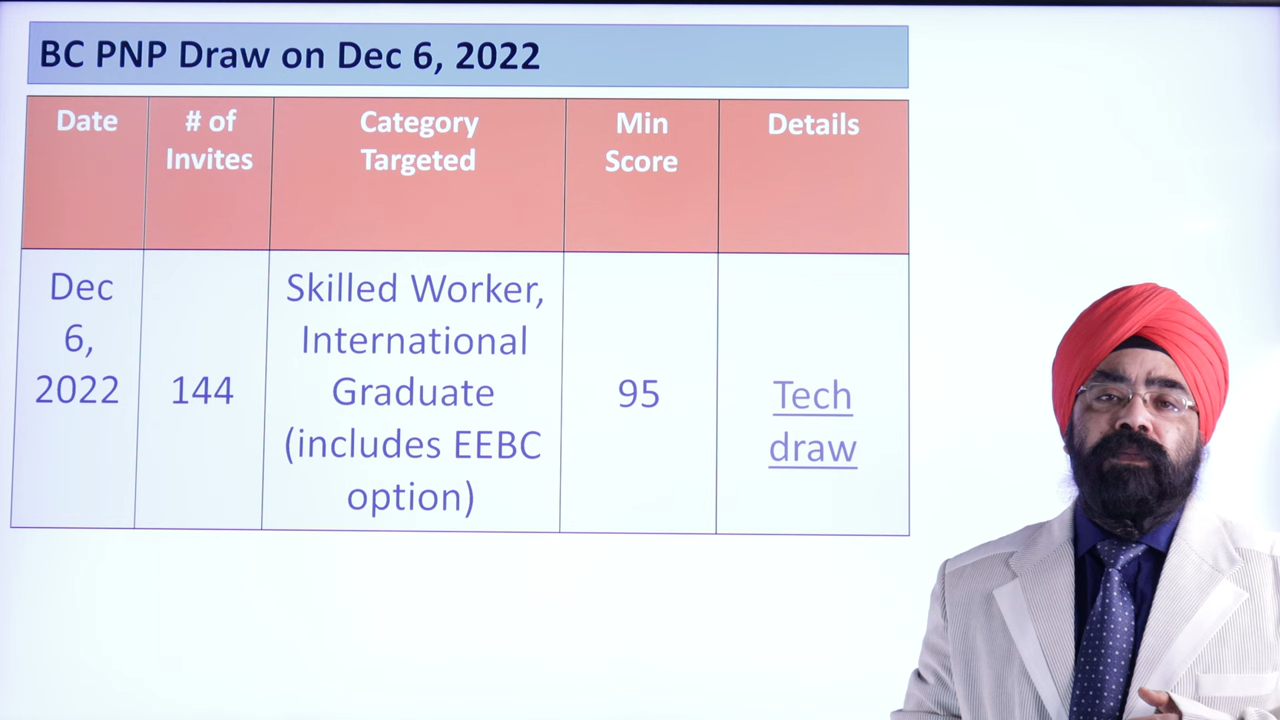 BC PNP Draw on Dec 6, 2022
Date
# of
Invites
Category
Targeted
Min
Score
Details
Dec
6,
2022
144
Skilled Worker,
International
Graduate
(includes EEBC
option)
95
Tech
draw